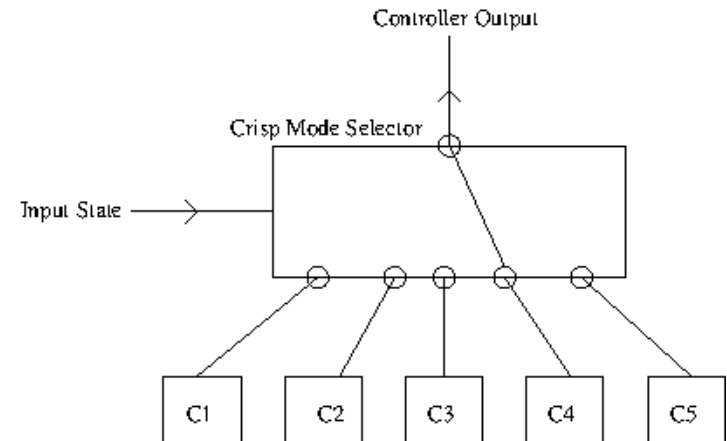 Controller Output
Crisp Mode Selector
Input State
C1
C2
C3
C4
C5